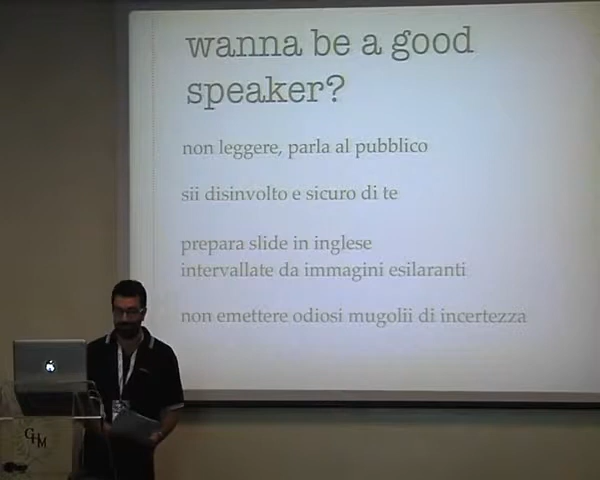 wanna be a good
speaker?
non leggere, parla al pubblico
sii disinvolto e sicuro di te
prepara slide in inglese
intervallate da immagini esilaranti
non emettere odiosi mugolii di incertezza
GHM